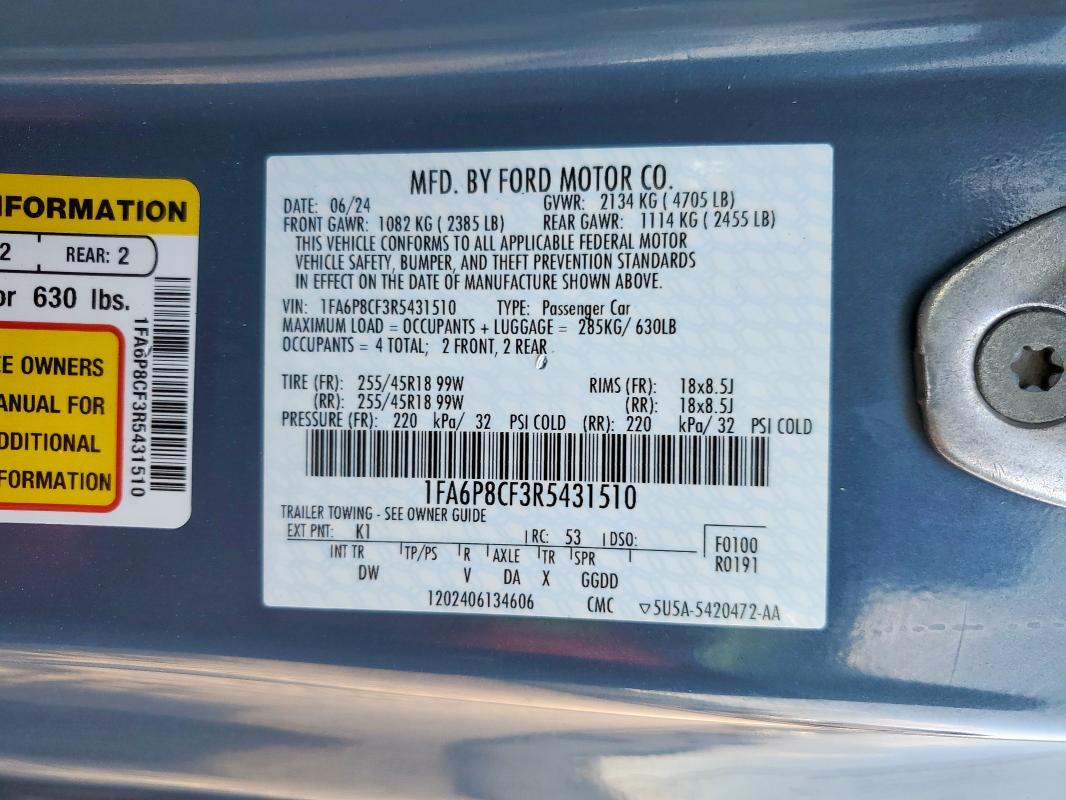 NFORMATION
2 REAR: 2
or 630 lbs.
EE OWNERS
ANUAL FOR
DDITIONAL
FORMATION
1FA6P8CF3R5431510
MFD. BY FORD MOTOR CO.
DATE: 06/24 GVWR: 2134 KG ( 4705 LB)
FRONT GAWR: 1082 KG ( 2385 LB) REAR GAWR: 1114 KG ( 2455 LB)
THIS VEHICLE CONFORMS TO ALL APPLICABLE FEDERAL MOTOR
VEHICLE SAFETY, BUMPER, AND THEFT PREVENTION STANDARDS
IN EFFECT ON THE DATE OF MANUFACTURE SHOWN ABOVE.
VIN: 1FA6P8CF3R5431510 TYPE: Passenger Car
MAXIMUM LOAD = OCCUPANTS + LUGGAGE = 285KG/ 630LB
OCCUPANTS = 4 TOTAL; 2 FRONT, 2 REAR
TIRE (FR): 255/45R18 99W RIMS (FR): 18x8.5J
(RR): 255/45R18 99W (RR): 18x8.5J
PRESSURE (FR): 220 kPa/ 32 PSI COLD (RR): 220 kPa/ 32 PSI COLD
1FA6P8CF3R5431510
TRAILER TOWING - SEE OWNER GUIDE
EXT PNT: K1 RC: 53 DSO: F0100
INT TR TP/PS R AXLE TR SPR R0191
DW V DA X GGDD
1202406134606 CMC ▽5U5A-5420472-AA